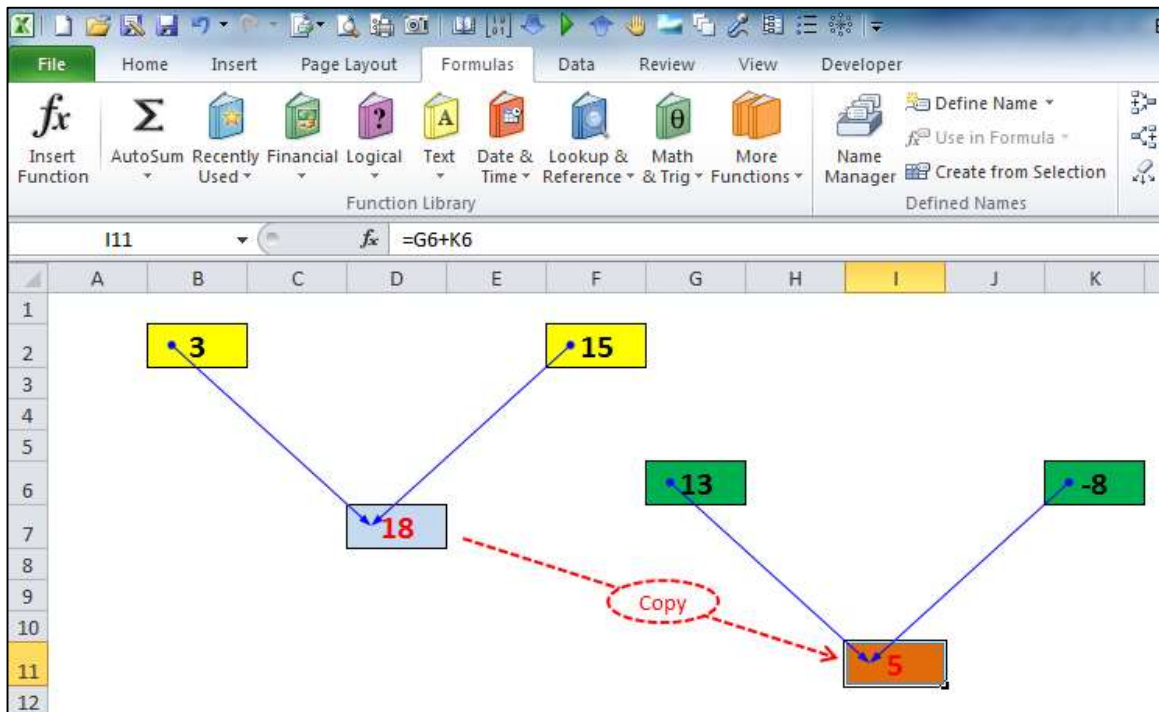 E
File Home Insert Page Layout Formulas Data Review View Developer
fx Σ ? A θ Define Name
fx Use in Formula
Insert Function AutoSum Recently Used Financial Logical Text Date & Time Lookup & Reference Math & Trig More Functions Name Manager Create from Selection
Function Library Defined Names
I11 fx =G6+K6
A B C D E F G H I J K
1
2 3 15
3
4
5
6 13 -8
7 18
8
9 Copy
10
11 5
12